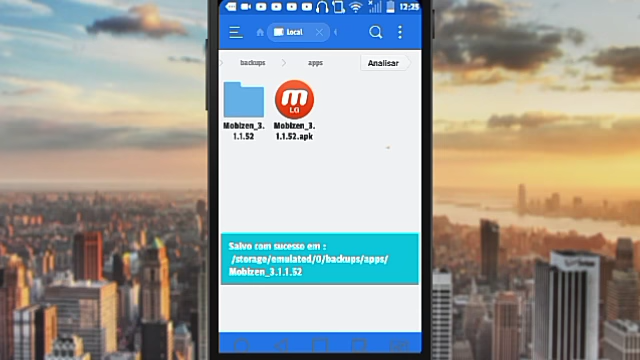 12:25
Local
backups
apps
Analisar
Mobizen_3.
1.1.52
Mobizen_3.
1.1.52.apk
m
LG
Salvo com sucesso em :
/storage/emulated/0/backups/apps/
Mobizen_3.1.1.52